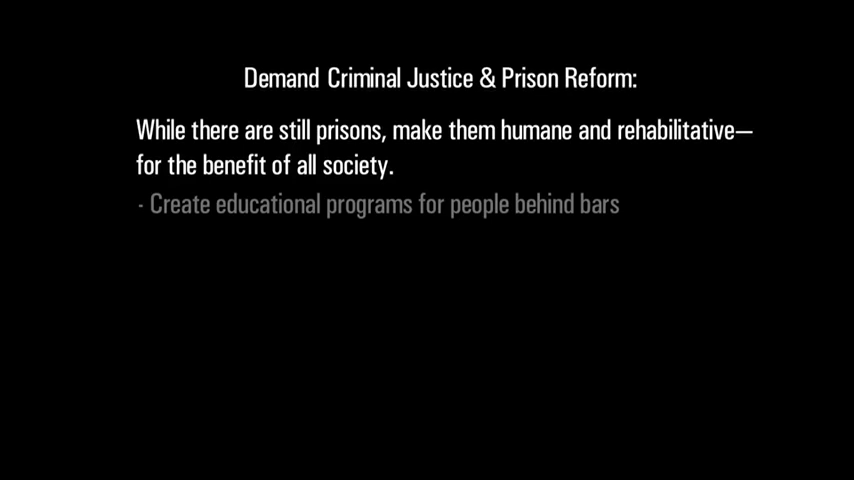 Demand Criminal Justice & Prison Reform:
While there are still prisons, make them humane and rehabilitative—
for the benefit of all society.
- Create educational programs for people behind bars